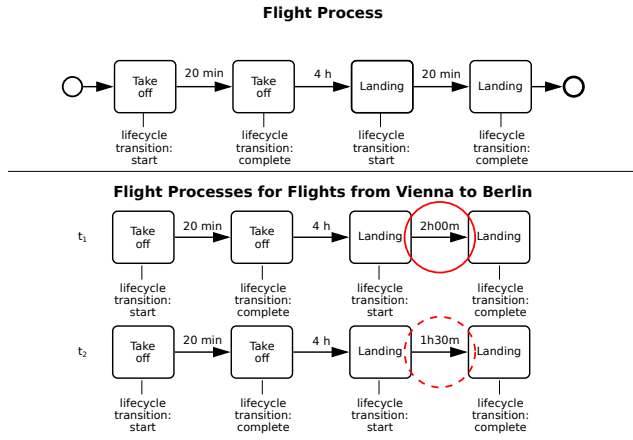 Flight Process
Take
off
20 min
Take
off
4 h
Landing
20 min
Landing
lifecycle
transition:
start
lifecycle
transition:
complete
lifecycle
transition:
start
lifecycle
transition:
complete
Flight Processes for Flights from Vienna to Berlin
t₁
Take
off
20 min
Take
off
4 h
Landing
2h00m
Landing
lifecycle
transition:
start
lifecycle
transition:
complete
lifecycle
transition:
start
lifecycle
transition:
complete
t₂
Take
off
20 min
Take
off
4 h
Landing
1h30m
Landing
lifecycle
transition:
start
lifecycle
transition:
complete
lifecycle
transition:
start
lifecycle
transition:
complete